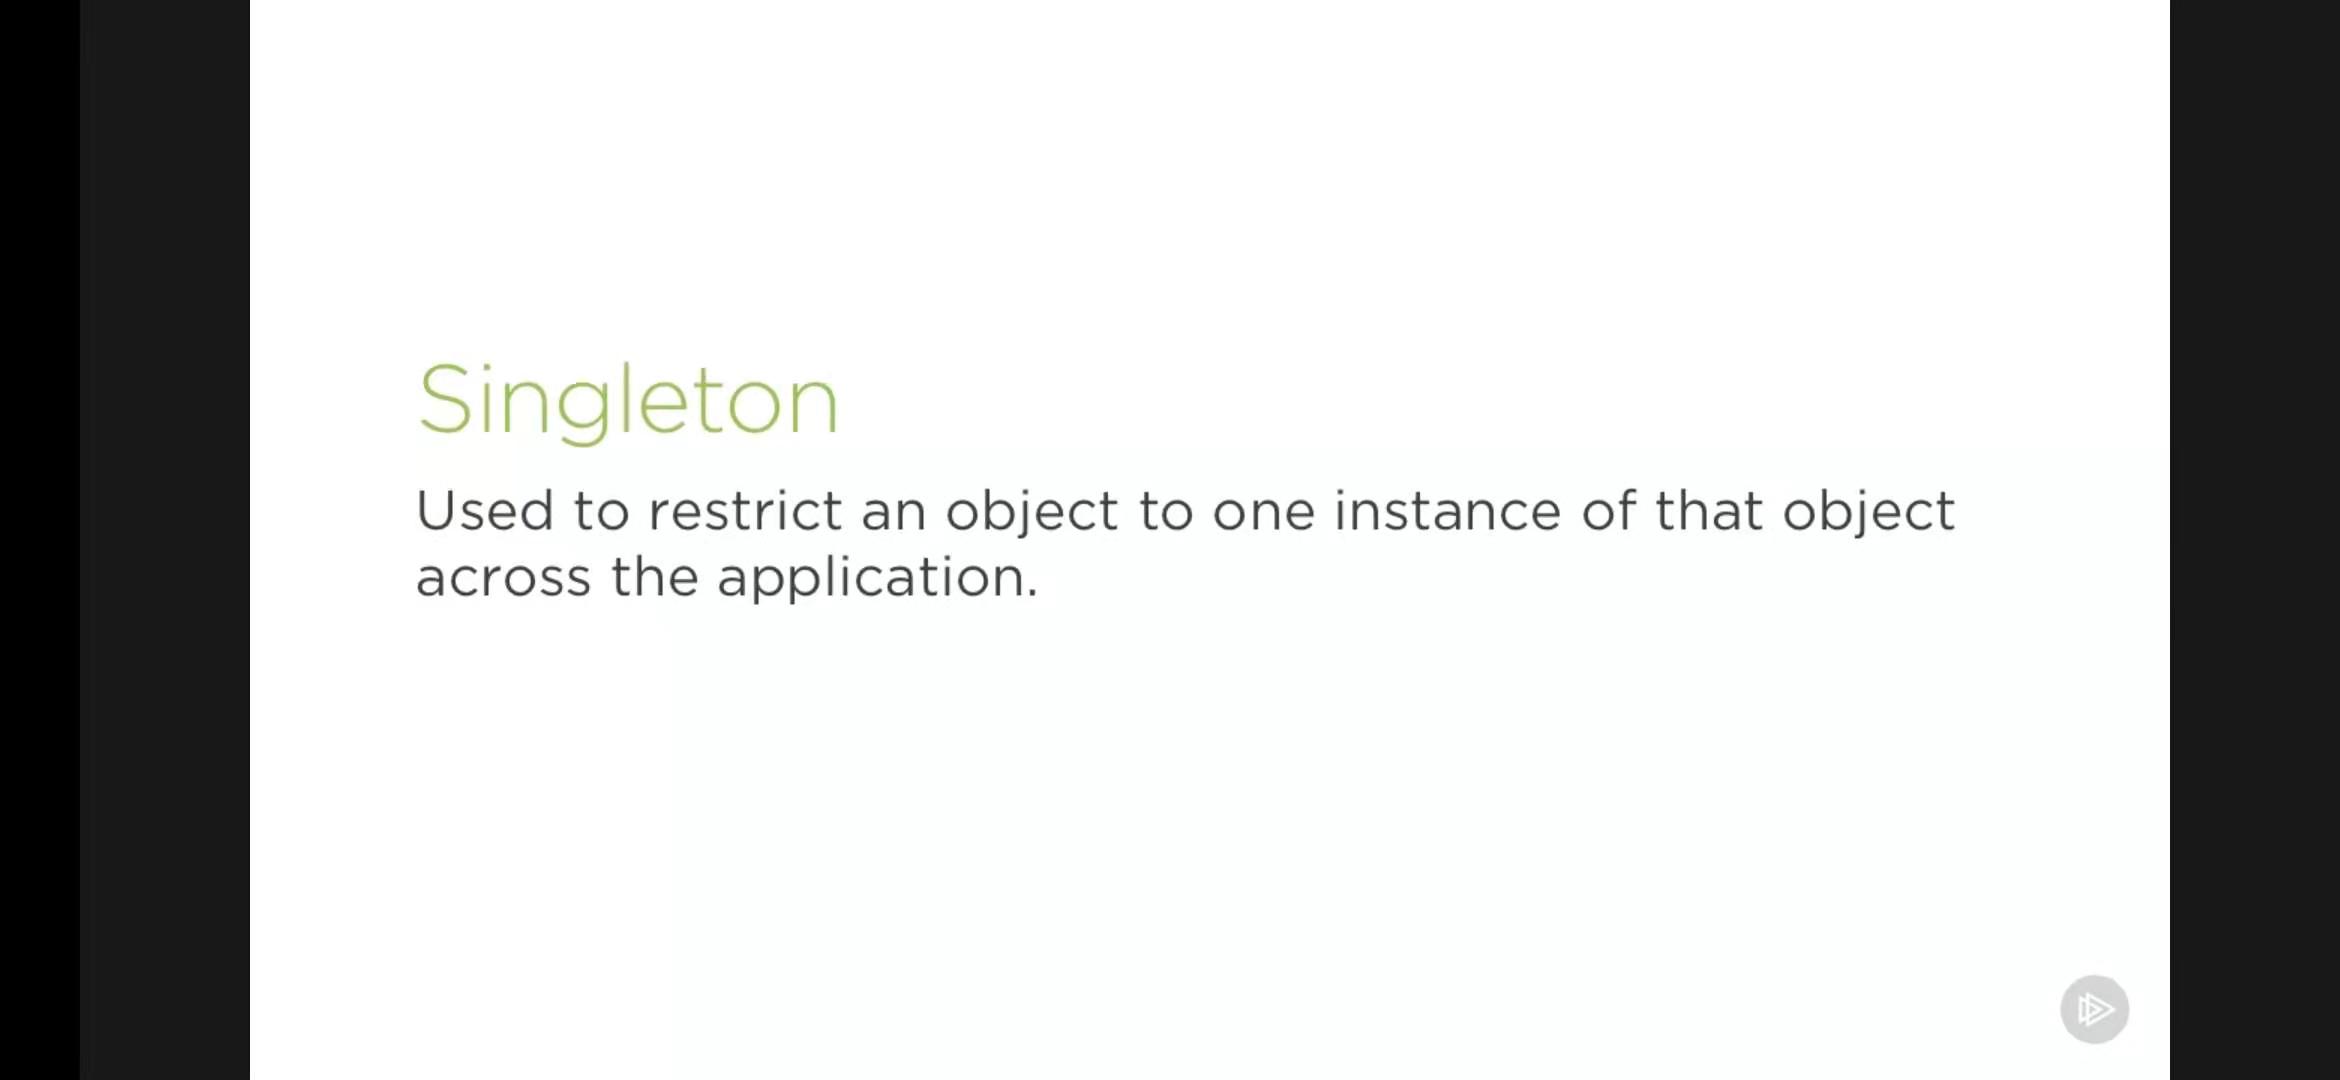 Singleton
Used to restrict an object to one instance of that object
across the application.